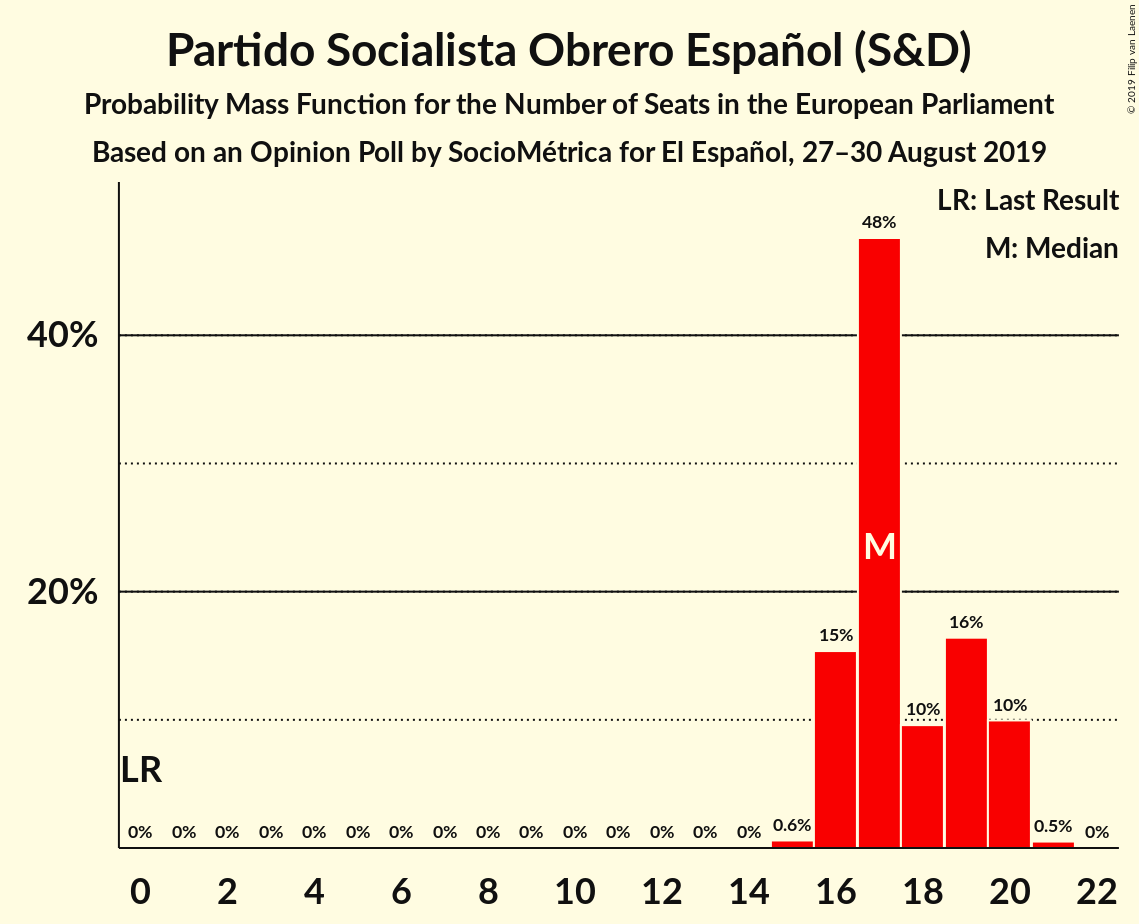 Partido Socialista Obrero Español (S&D)
Probability Mass Function for the Number of Seats in the European Parliament
Based on an Opinion Poll by SocioMétrica for El Español, 27–30 August 2019
© 2019 Filip van Laenen
LR: Last Result
M: Median
48%
40%
M
20%
16%
15%
10%
10%
LR
0% 0% 0% 0% 0% 0% 0% 0% 0% 0% 0% 0% 0% 0% 0% 0.6% 0.5% 0%
0 2 4 6 8 10 12 14 16 18 20 22